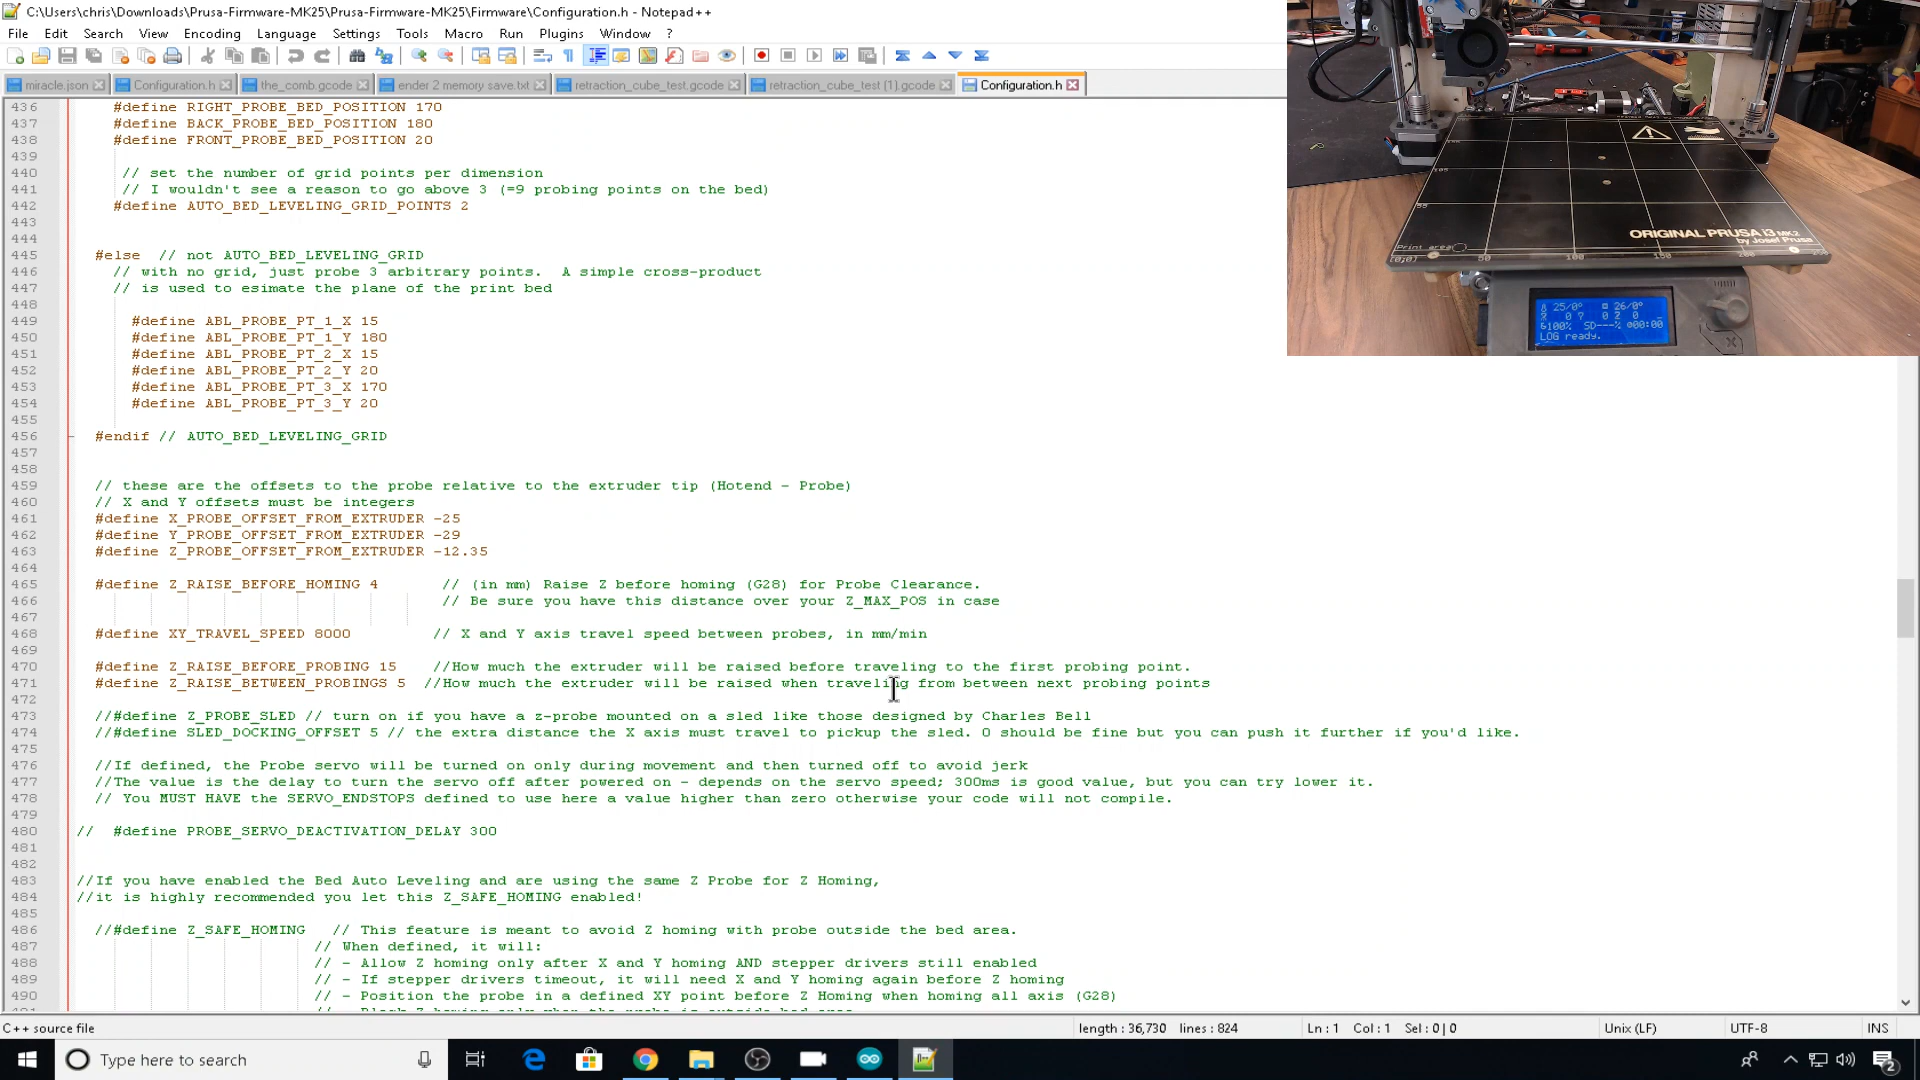 C:\Users\chris\Downloads\Prusa-Firmware-MK25\Prusa-Firmware-MK25\Firmware\Configuration.h - Notepad++
File Edit Search View Encoding Language Settings Tools Macro Run Plugins Window ?
miracle.json Configuration.h the_comb.gcode ender 2 memory save.txt retraction_cube_test.gcode retraction_cube_test (1).gcode Configuration.h
436 #define RIGHT_PROBE_BED_POSITION 170
437 #define BACK_PROBE_BED_POSITION 180
438 #define FRONT_PROBE_BED_POSITION 20
439
440 // set the number of grid points per dimension
441 // I wouldn't see a reason to go above 3 (=9 probing points on the bed)
442 #define AUTO_BED_LEVELING_GRID_POINTS 2
443
444
445 #else // not AUTO_BED_LEVELING_GRID
446 // with no grid, just probe 3 arbitrary points. A simple cross-product
447 // is used to esimate the plane of the print bed
448
449 #define ABL_PROBE_PT_1_X 15
450 #define ABL_PROBE_PT_1_Y 180
451 #define ABL_PROBE_PT_2_X 15
452 #define ABL_PROBE_PT_2_Y 20
453 #define ABL_PROBE_PT_3_X 170
454 #define ABL_PROBE_PT_3_Y 20
455
456 #endif // AUTO_BED_LEVELING_GRID
457
458
459 // these are the offsets to the probe relative to the extruder tip (Hotend - Probe)
460 // X and Y offsets must be integers
461 #define X_PROBE_OFFSET_FROM_EXTRUDER -25
462 #define Y_PROBE_OFFSET_FROM_EXTRUDER -29
463 #define Z_PROBE_OFFSET_FROM_EXTRUDER -12.35
464
465 #define Z_RAISE_BEFORE_HOMING 4 // (in mm) Raise Z before homing (G28) for Probe Clearance.
466 // Be sure you have this distance over your Z_MAX_POS in case
467
468 #define XY_TRAVEL_SPEED 8000 // X and Y axis travel speed between probes, in mm/min
469
470 #define Z_RAISE_BEFORE_PROBING 15 //How much the extruder will be raised before traveling to the first probing point.
471 #define Z_RAISE_BETWEEN_PROBINGS 5 //How much the extruder will be raised when traveling from between next probing points
472
473 //#define Z_PROBE_SLED // turn on if you have a z-probe mounted on a sled like those designed by Charles Bell
474 //#define SLED_DOCKING_OFFSET 5 // the extra distance the X axis must travel to pickup the sled. 0 should be fine but you can push it further if you'd like.
475
476 //If defined, the Probe servo will be turned on only during movement and then turned off to avoid jerk
477 //The value is the delay to turn the servo off after powered on - depends on the servo speed; 300ms is good value, but you can try lower it.
478 // You MUST HAVE the SERVO_ENDSTOPS defined to use here a value higher than zero otherwise your code will not compile.
479
480 // #define PROBE_SERVO_DEACTIVATION_DELAY 300
481
482
483 //If you have enabled the Bed Auto Leveling and are using the same Z Probe for Z Homing,
484 //it is highly recommended you let this Z_SAFE_HOMING enabled!
485
486 //#define Z_SAFE_HOMING // This feature is meant to avoid Z homing with probe outside the bed area.
487 // When defined, it will:
488 // - Allow Z homing only after X and Y homing AND stepper drivers still enabled
489 // - If stepper drivers timeout, it will need X and Y homing again before Z homing
490 // - Position the probe in a defined XY point before Z Homing when homing all axis (G28)
C++ source file length : 36,730 lines : 824 Ln : 1 Col : 1 Sel : 0 | 0 Unix (LF) UTF-8 INS
Type here to search
2
ORIGINAL PRUSA i3 MK2
by Josef Prusa
Print area
50 100 150 200
LOG ready.